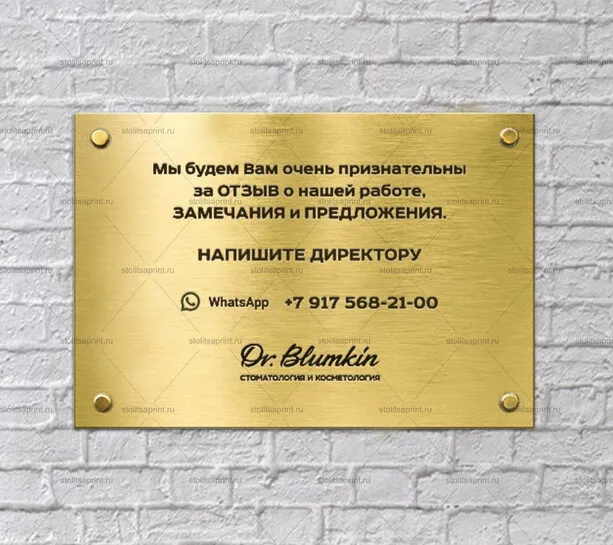 Мы будем Вам очень признательны
за ОТЗЫВ о нашей работе,
ЗАМЕЧАНИЯ и ПРЕДЛОЖЕНИЯ.
НАПИШИТЕ ДИРЕКТОРУ
WhatsApp +7 917 568-21-00
Dr. Blumkin
СТОМАТОЛОГИЯ И КОСМЕТОЛОГИЯ
stolitsaprint.ru